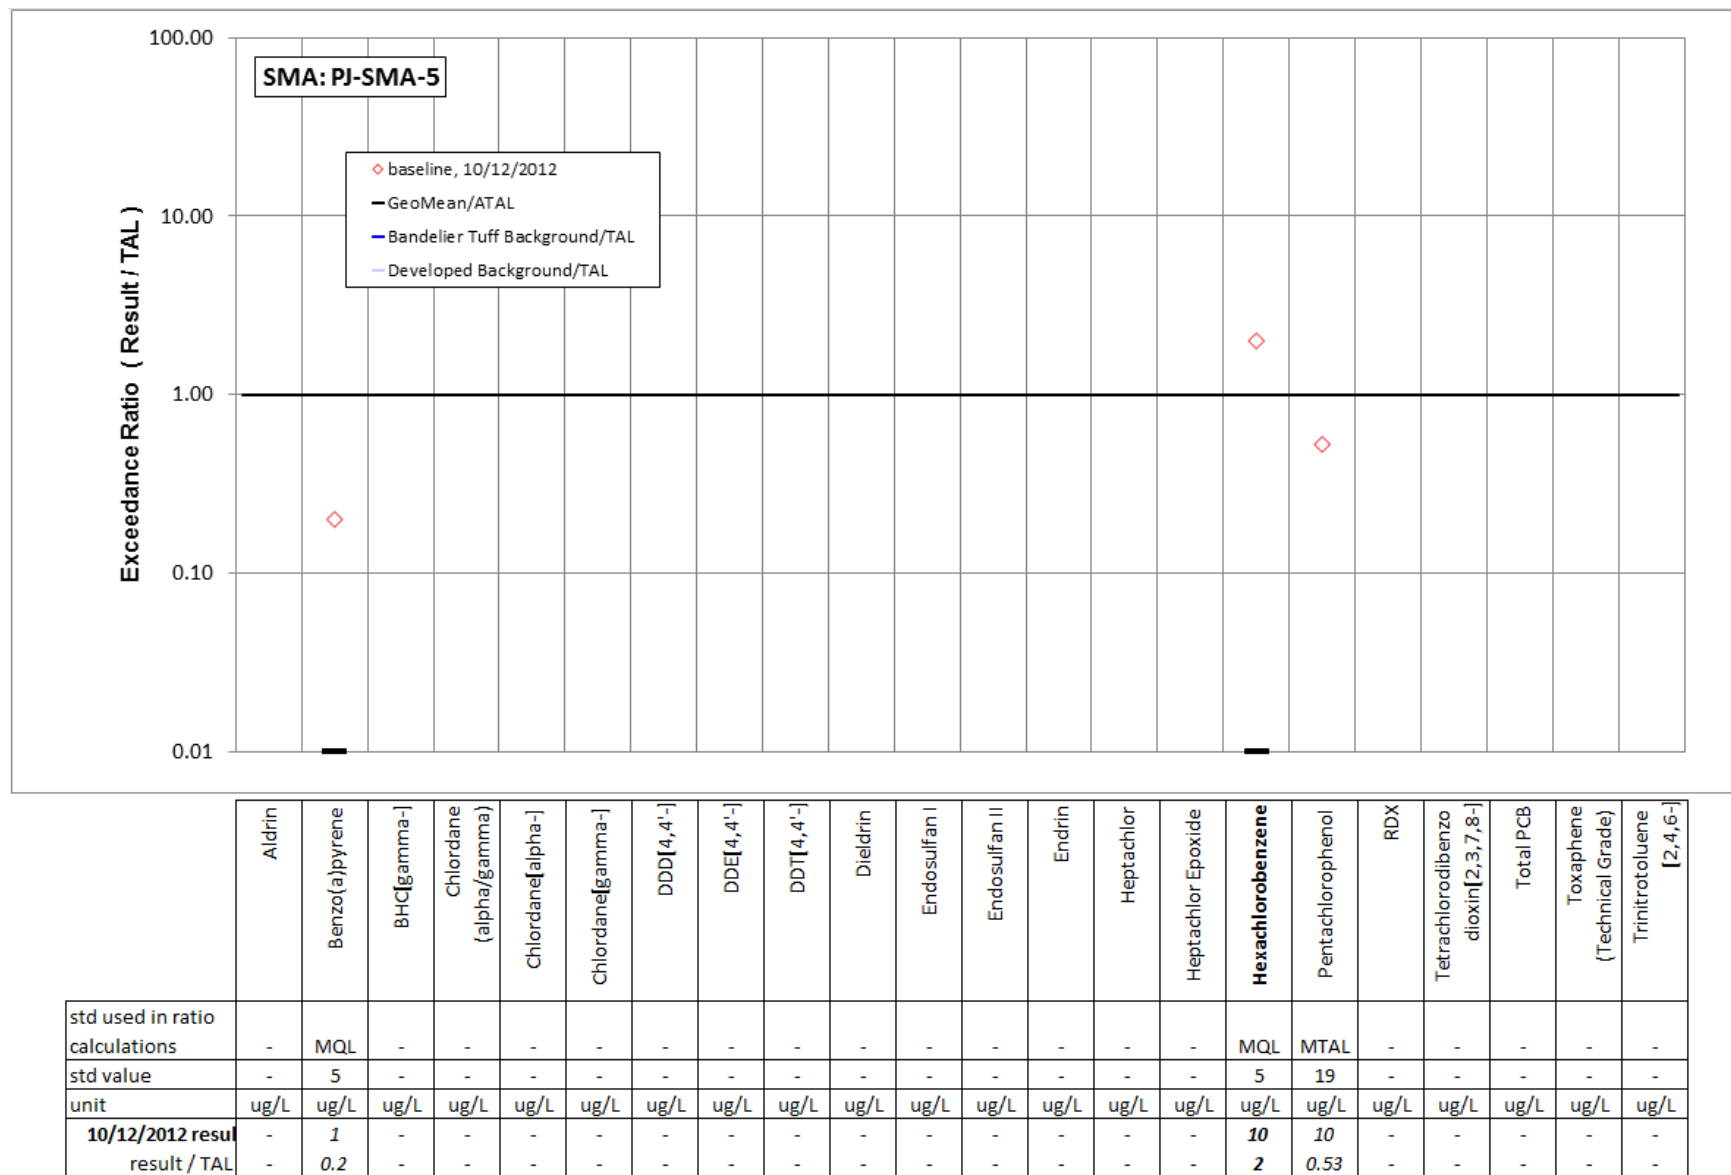 100.00
SMA: PJ-SMA-5
baseline, 10/12/2012
GeoMean/ATAL
Bandelier Tuff Background/TAL
Developed Background/TAL
Exceedance Ratio ( Result / TAL )
10.00
1.00
0.10
0.01
Aldrin
Benzo(a)pyrene
BHC[gamma-]
Chlordane
(alpha/gamma)
Chlordane[alpha-]
Chlordane[gamma-]
DDD[4,4'-]
DDE[4,4'-]
DDT[4,4'-]
Dieldrin
Endosulfan I
Endosulfan II
Endrin
Heptachlor
Heptachlor Epoxide
Hexachlorobenzene
Pentachlorophenol
RDX
Tetrachlorodibenzo
dioxin[2,3,7,8-]
Total PCB
Toxaphene
(Technical Grade)
Trinitrotoluene
[2,4,6-]
std used in ratio
calculations - MQL - - - - - - - - - - - - - MQL MTAL - - - - -
std value - 5 - - - - - - - - - - - - - 5 19 - - - - -
unit ug/L ug/L ug/L ug/L ug/L ug/L ug/L ug/L ug/L ug/L ug/L ug/L ug/L ug/L ug/L ug/L ug/L ug/L ug/L ug/L ug/L ug/L
10/12/2012 resul - 1 - - - - - - - - - - - - - 10 10 - - - - -
result / TAL - 0.2 - - - - - - - - - - - - - 2 0.53 - - - - -